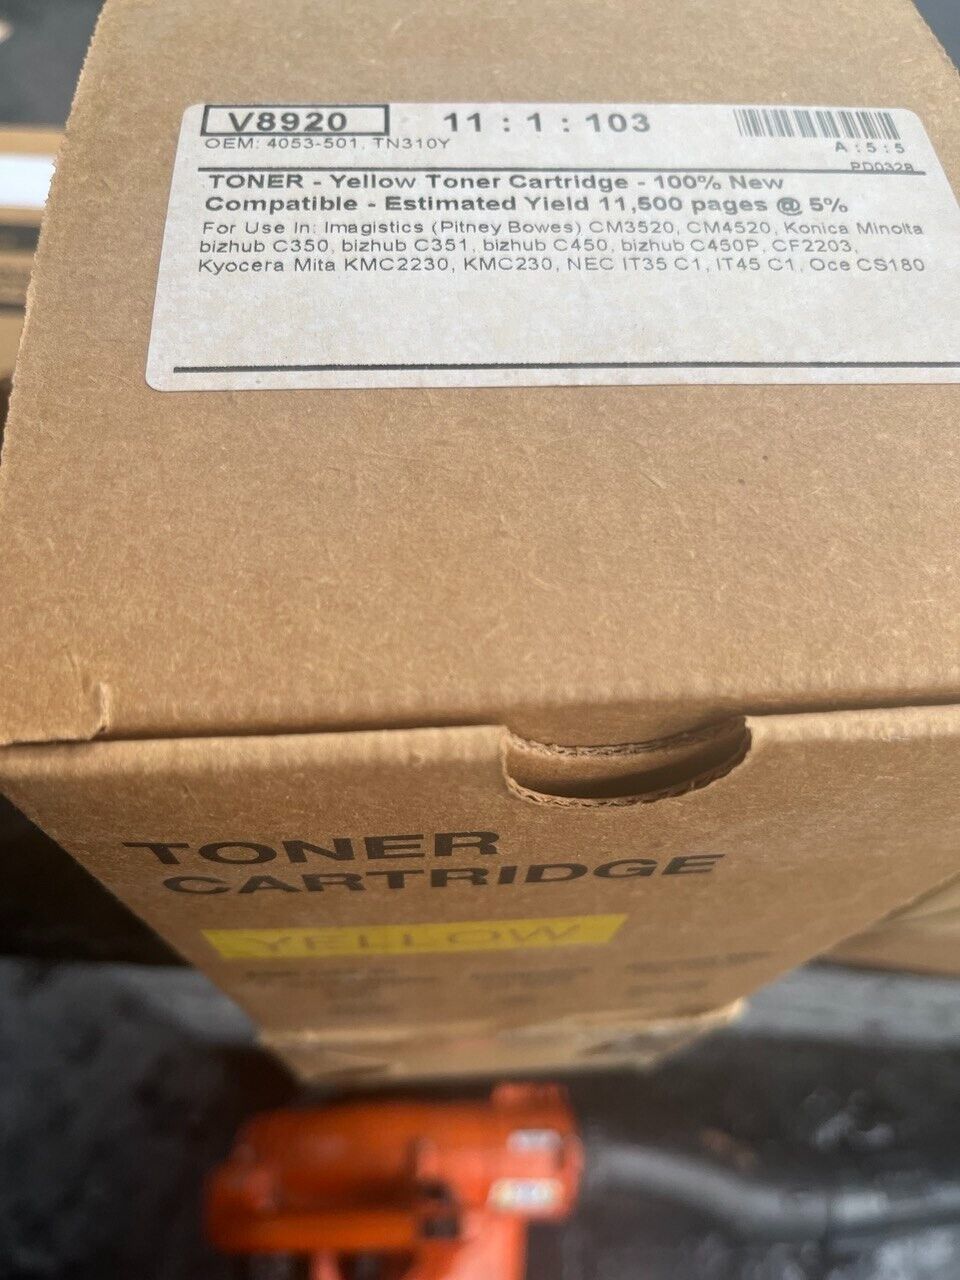 V8920 11 : 1 : 103
OEM: 4053-501, TN310Y
A : 5 : 5
PD0328
TONER - Yellow Toner Cartridge - 100% New
Compatible - Estimated Yield 11,500 pages @ 5%
For Use In: Imagistics (Pitney Bowes) CM3520, CM4520, Konica Minolta
bizhub C350, bizhub C351, bizhub C450, bizhub C450P, CF2203,
Kyocera Mita KMC2230, KMC230, NEC IT35 C1, IT45 C1, Oce CS180
TONER
CARTRIDGE
YELLOW